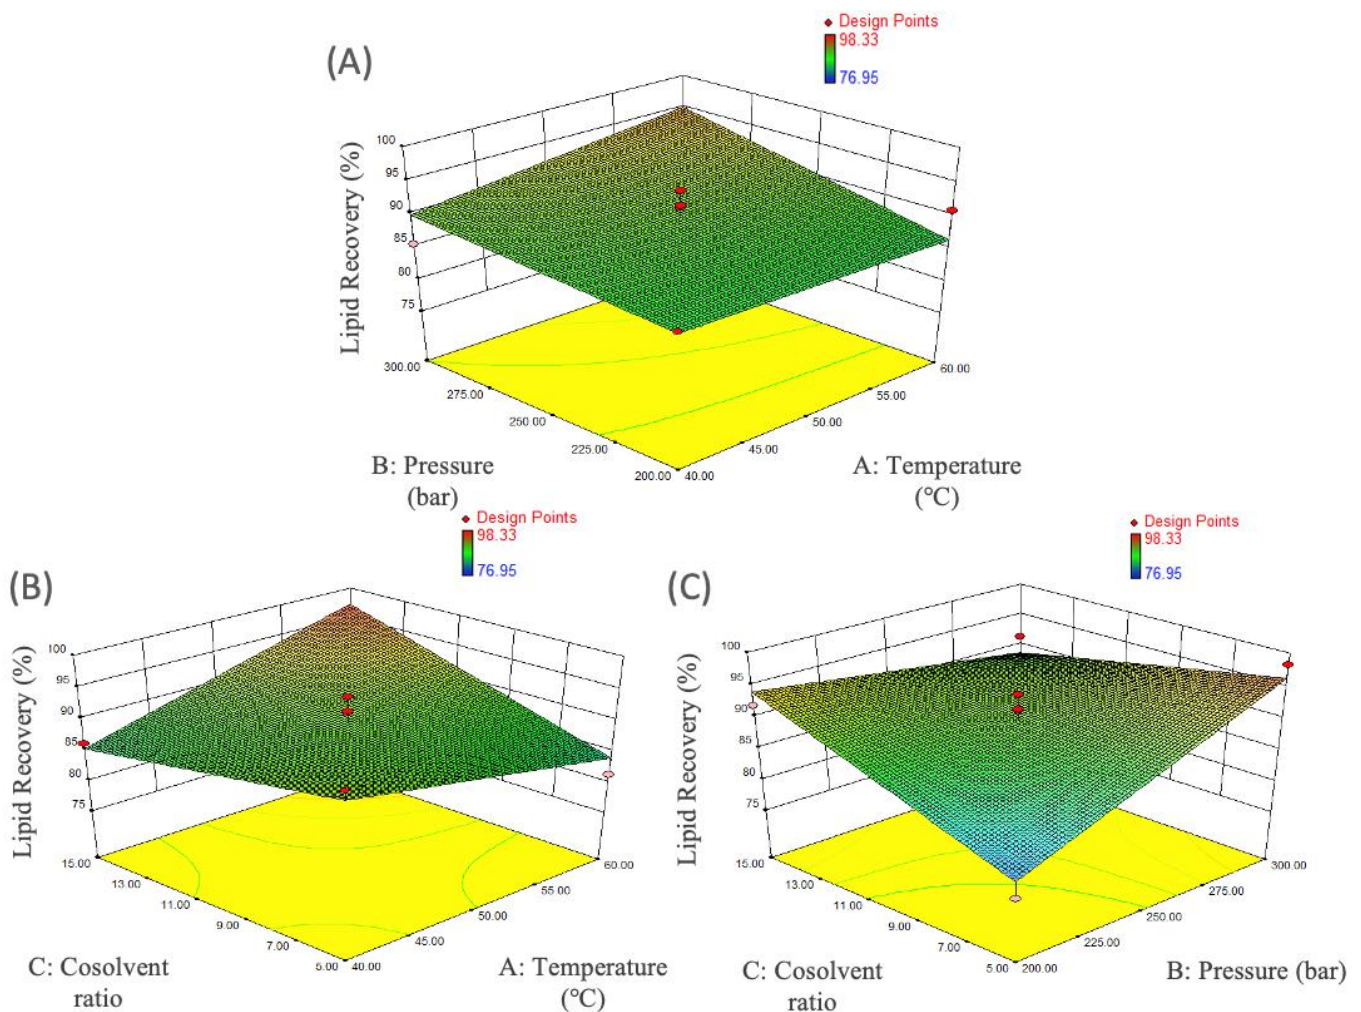 (A)
Design Points
98.33
76.95
Lipid Recovery (%)
100
95
90
85
80
75
300.00
275.00
250.00
225.00
200.00
40.00
45.00
50.00
55.00
60.00
B: Pressure
(bar)
A: Temperature
(°C)
(B)
Design Points
98.33
76.95
Lipid Recovery (%)
100
95
90
85
80
75
15.00
13.00
11.00
9.00
7.00
5.00
40.00
45.00
50.00
55.00
60.00
C: Cosolvent
ratio
A: Temperature
(°C)
(C)
Design Points
98.33
76.95
Lipid Recovery (%)
100
95
90
85
80
75
15.00
13.00
11.00
9.00
7.00
5.00
200.00
225.00
250.00
275.00
300.00
C: Cosolvent
ratio
B: Pressure (bar)